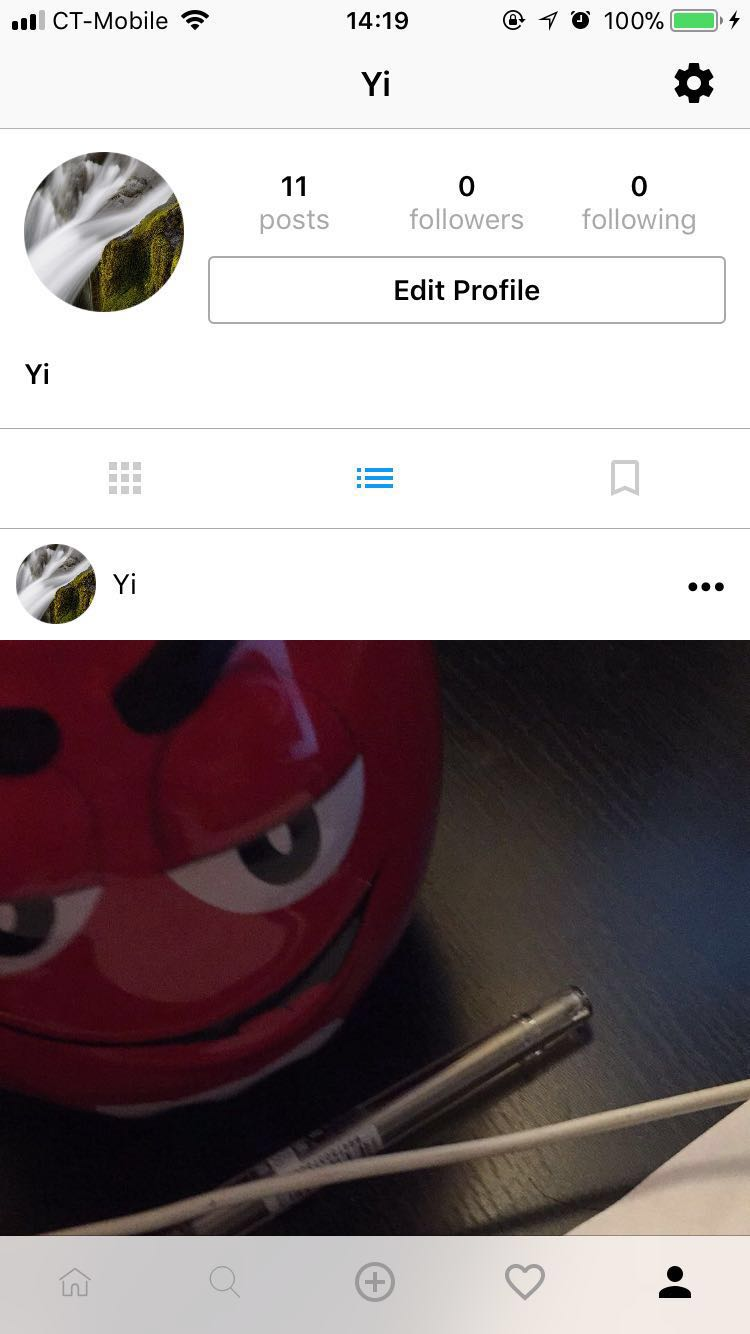 CT-Mobile 14:19 100%
Yi
11 0 0
posts followers following
Edit Profile
Yi
Yi